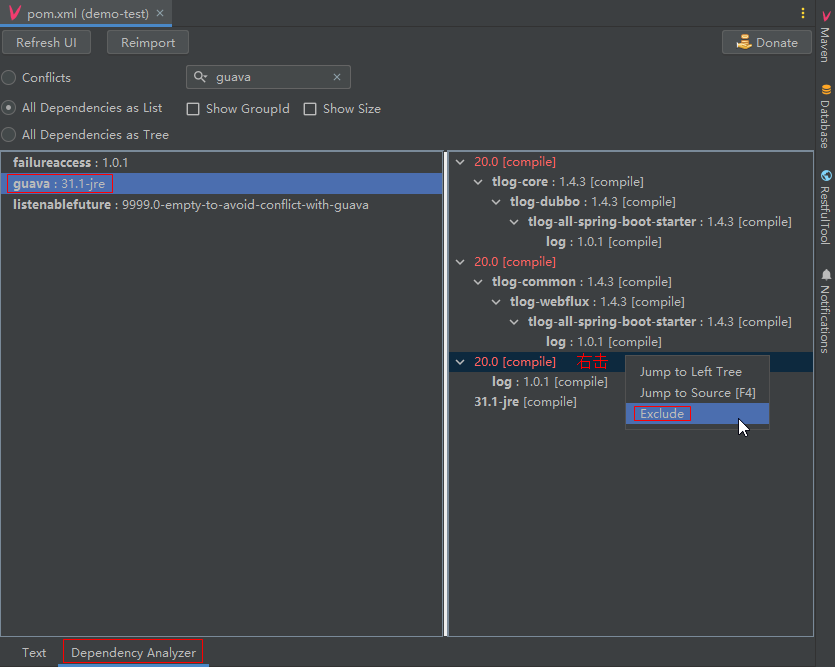 pom.xml (demo-test)
Refresh UI
Reimport
Donate
Conflicts
guava
All Dependencies as List
Show GroupId
Show Size
All Dependencies as Tree
failureaccess : 1.0.1
guava : 31.1-jre
listenablefuture : 9999.0-empty-to-avoid-conflict-with-guava
20.0 [compile]
tlog-core : 1.4.3 [compile]
tlog-dubbo : 1.4.3 [compile]
tlog-all-spring-boot-starter : 1.4.3 [compile]
log : 1.0.1 [compile]
20.0 [compile]
tlog-common : 1.4.3 [compile]
tlog-webflux : 1.4.3 [compile]
tlog-all-spring-boot-starter : 1.4.3 [compile]
log : 1.0.1 [compile]
20.0 [compile] 右击
log : 1.0.1 [compile]
31.1-jre [compile]
Jump to Left Tree
Jump to Source [F4]
Exclude
Maven
Database
RestfulTool
Notifications
Text
Dependency Analyzer